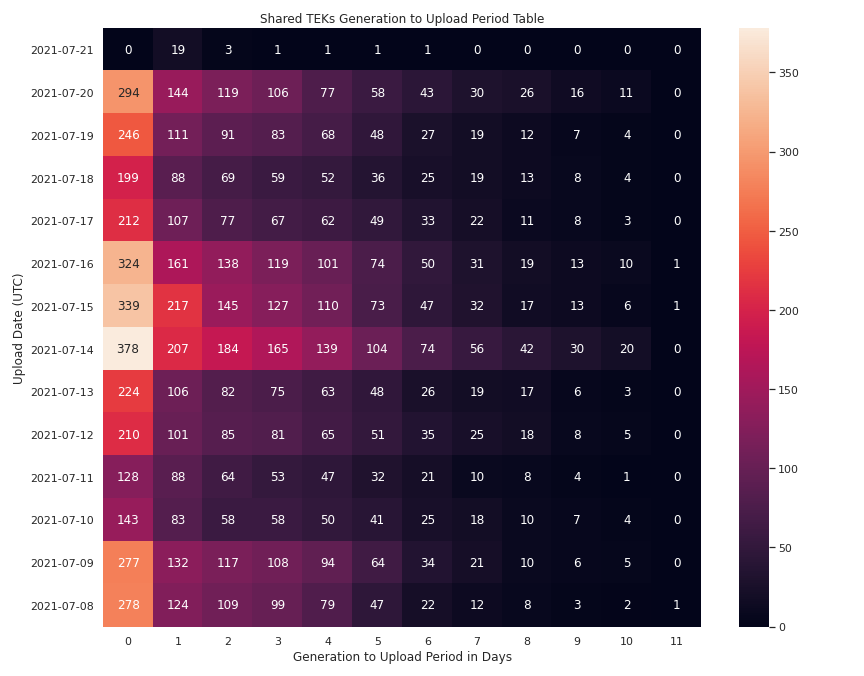 Shared TEKs Generation to Upload Period Table
Upload Date (UTC)
2021-07-21 0 19 3 1 1 1 1 0 0 0 0 0
2021-07-20 294 144 119 106 77 58 43 30 26 16 11 0
2021-07-19 246 111 91 83 68 48 27 19 12 7 4 0
2021-07-18 199 88 69 59 52 36 25 19 13 8 4 0
2021-07-17 212 107 77 67 62 49 33 22 11 8 3 0
2021-07-16 324 161 138 119 101 74 50 31 19 13 10 1
2021-07-15 339 217 145 127 110 73 47 32 17 13 6 1
2021-07-14 378 207 184 165 139 104 74 56 42 30 20 0
2021-07-13 224 106 82 75 63 48 26 19 17 6 3 0
2021-07-12 210 101 85 81 65 51 35 25 18 8 5 0
2021-07-11 128 88 64 53 47 32 21 10 8 4 1 0
2021-07-10 143 83 58 58 50 41 25 18 10 7 4 0
2021-07-09 277 132 117 108 94 64 34 21 10 6 5 0
2021-07-08 278 124 109 99 79 47 22 12 8 3 2 1
0 1 2 3 4 5 6 7 8 9 10 11
Generation to Upload Period in Days
350
300
250
200
150
100
50
0